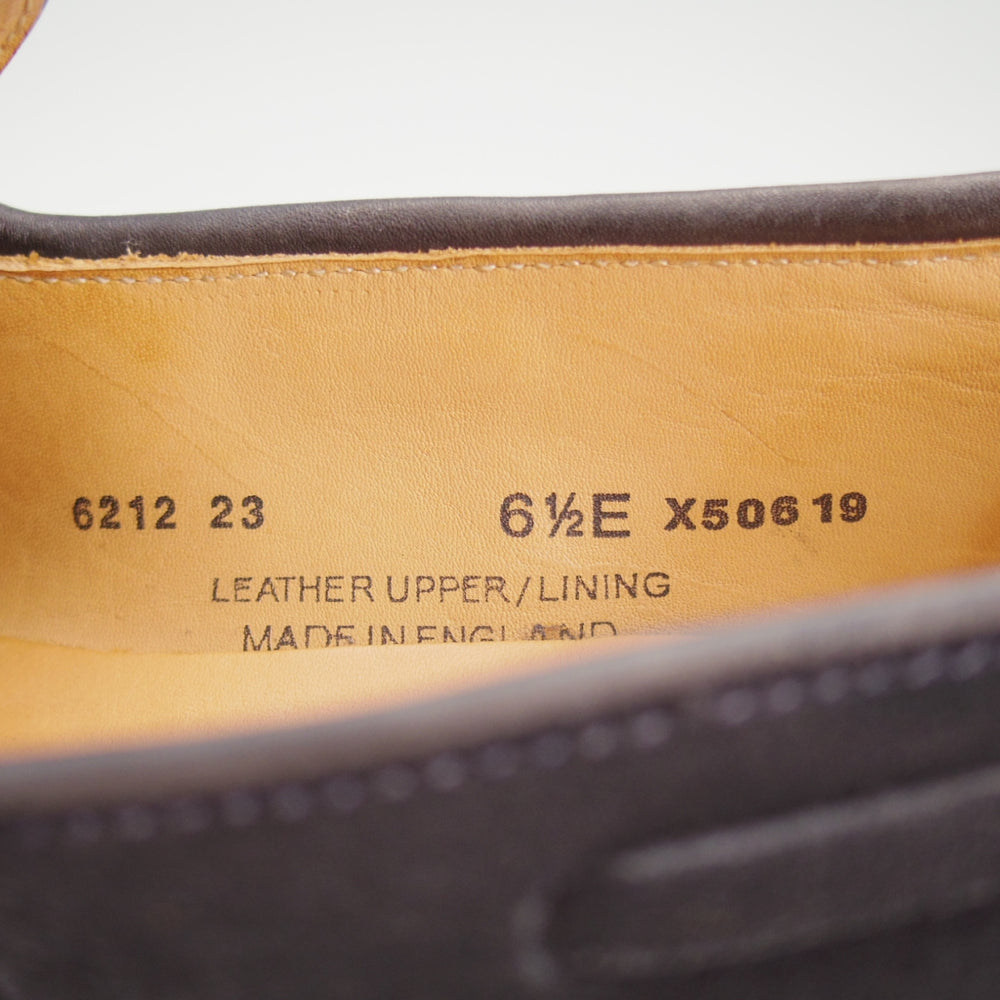 6212 23 6½E X50619
LEATHER UPPER/LINING
MADE IN ENGLAND